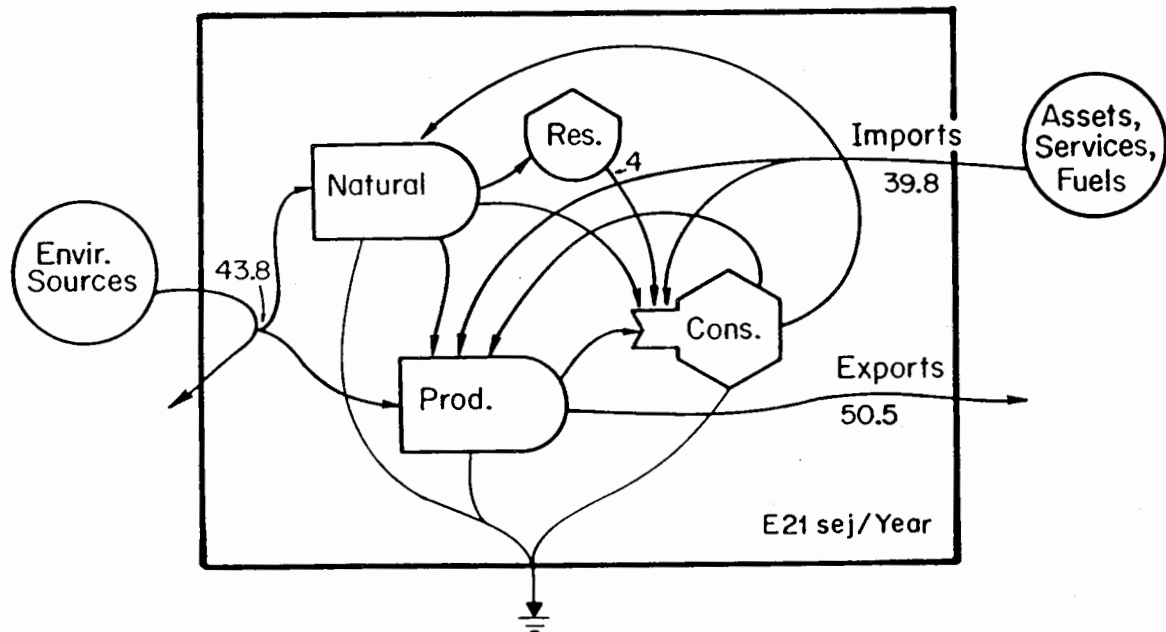 Assets,
Services,
Fuels
Imports
39.8
Res.
.4
Natural
Envir.
Sources
43.8
Cons.
Prod.
Exports
50.5
E21 sej/Year